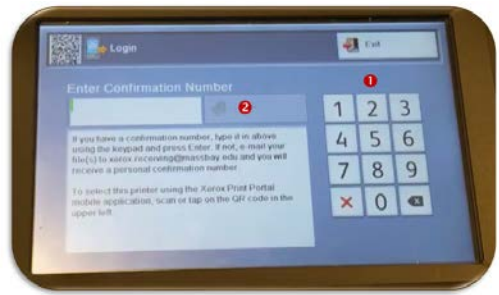 Login
Exit
Enter Confirmation Number
1
2
1 2 3
4 5 6
7 8 9
0
If you have a confirmation number, type it in above
using the keypad and press Enter. If not, e-mail your
file(s) to xerox.receiving@massbay.edu and you will
receive a personal confirmation number.
To select this printer using the Xerox Print Portal
mobile application, scan or tap on the QR code in the
upper left.